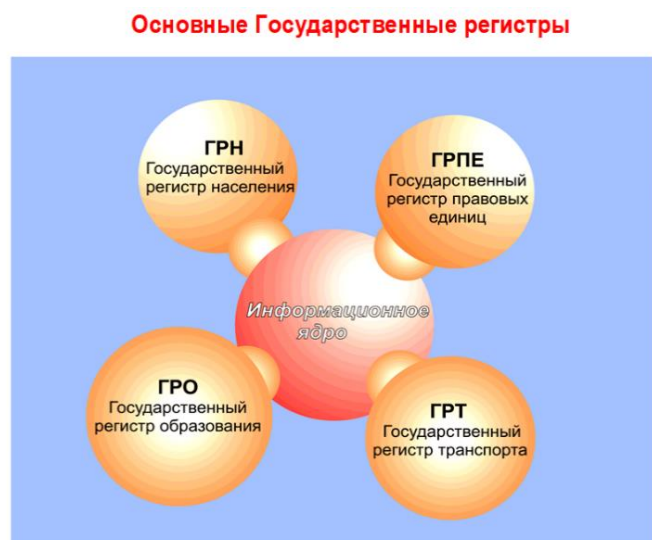 Основные Государственные регистры
ГРН
Государственный
регистр населения
ГРПЕ
Государственный
регистр правовых
единиц
Информационное
ядро
ГРО
Государственный
регистр образования
ГРТ
Государственный
регистр транспорта